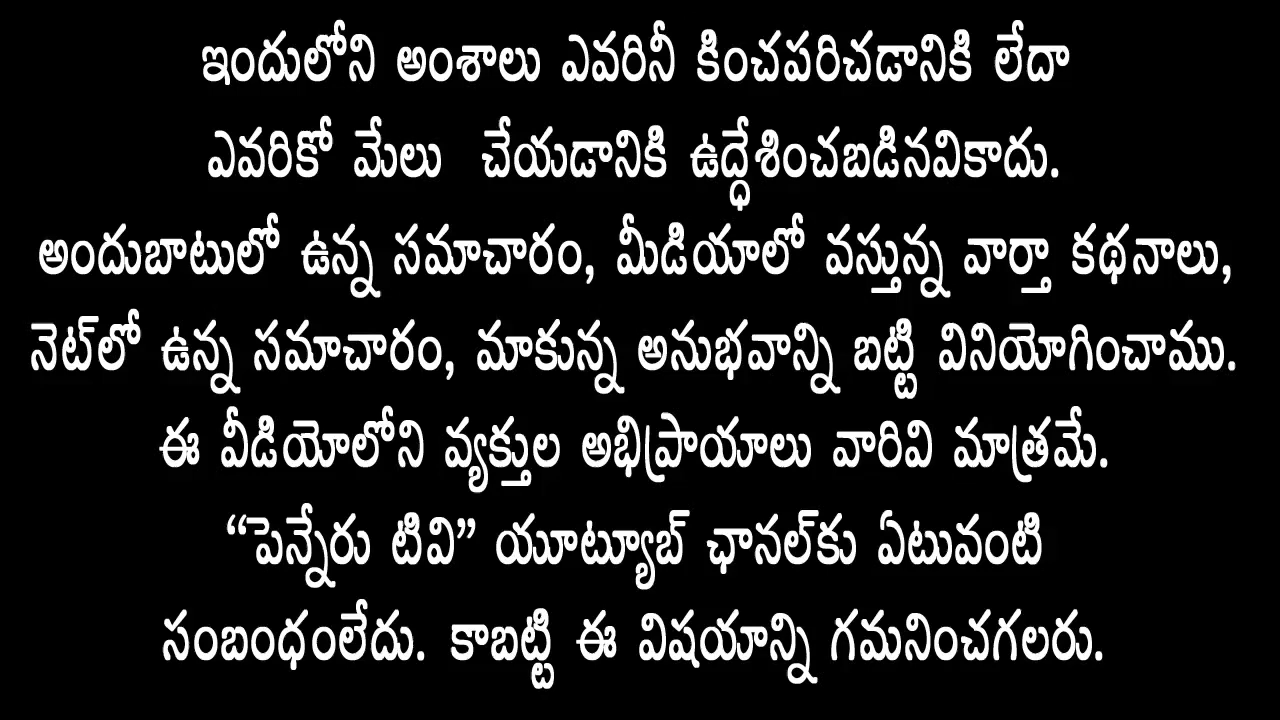 ఇందులోని అంశాలు ఎవరినీ కించపరిచడానికి లేదా
ఎవరికో మేలు చేయడానికి ఉద్ధేశించబడినవికాదు.
అందుబాటులో ఉన్న సమాచారం, మీడియాలో వస్తున్న వార్తా కథనాలు,
నెట్‌లో ఉన్న సమాచారం, మాకున్న అనుభవాన్ని బట్టి వినియోగించాము.
ఈ వీడియోలోని వ్యక్తుల అభిప్రాయాలు వారివి మాత్రమే.
“పెన్నేరు టివి” యూట్యూబ్ ఛానల్‌కు ఏటువంటి
సంబంధంలేదు. కాబట్టి ఈ విషయాన్ని గమనించగలరు.